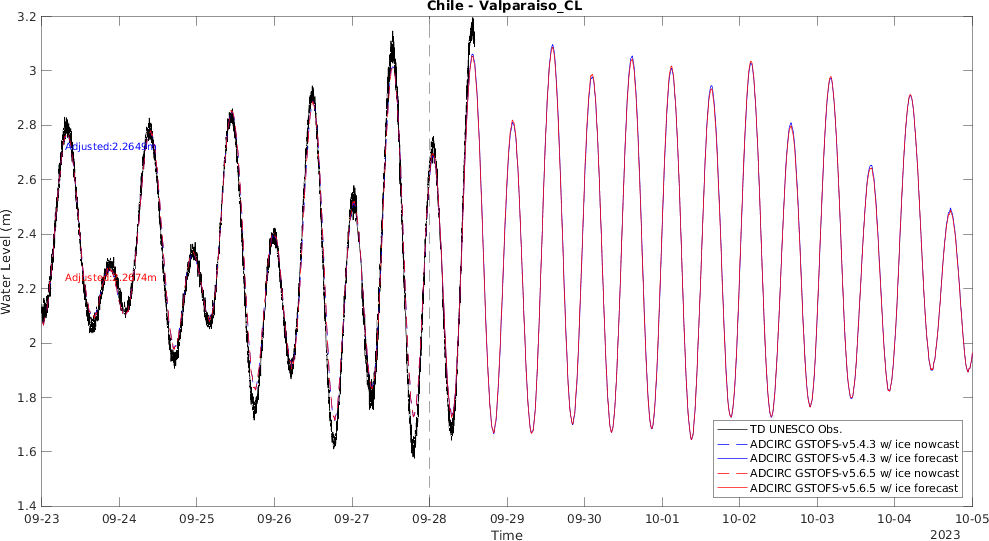 Chile - Valparaiso_CL
3.2
3
2.8
2.6
2.4
2.2
2
1.8
1.6
1.4
Water Level (m)
Adjusted:2.2649m
Adjusted:2.2674m
TD UNESCO Obs.
ADCIRC GSTOFS-v5.4.3 w/ ice nowcast
ADCIRC GSTOFS-v5.4.3 w/ ice forecast
ADCIRC GSTOFS-v5.6.5 w/ ice nowcast
ADCIRC GSTOFS-v5.6.5 w/ ice forecast
09-23 09-24 09-25 09-26 09-27 09-28 09-29 09-30 10-01 10-02 10-03 10-04 10-05
Time
2023